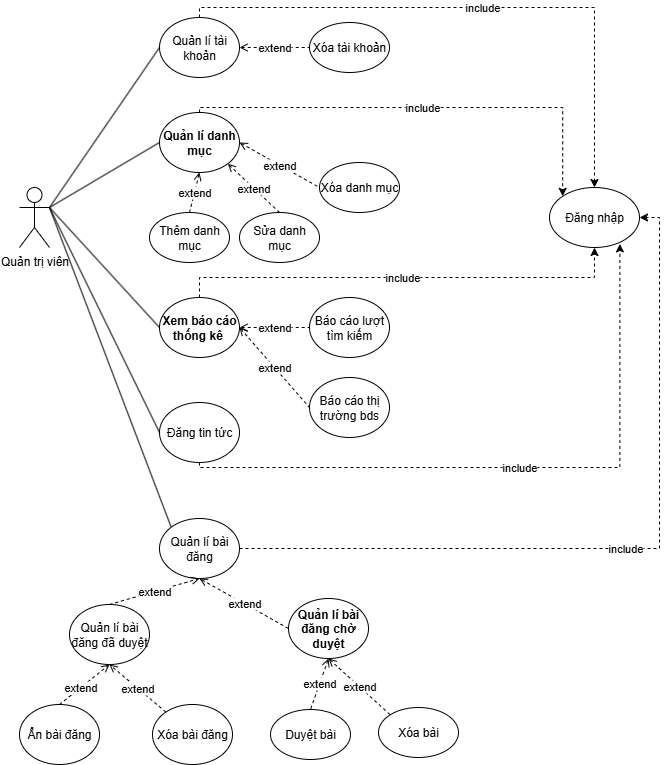 include
Quản lí tài
khoản
extend
Xóa tài khoản
include
Quản lí danh
mục
extend
Xóa danh mục
extend
extend
Thêm danh
mục
Sửa danh
mục
Đăng nhập
Quản trị viên
include
Xem báo cáo
thống kê
extend
Báo cáo lượt
tìm kiếm
extend
Báo cáo thị
trường bds
Đăng tin tức
include
Quản lí bài
đăng
include
extend
extend
Quản lí bài
đăng đã duyệt
Quản lí bài
đăng chờ
duyệt
extend
extend
extend
extend
Ẩn bài đăng
Xóa bài đăng
Duyệt bài
Xóa bài